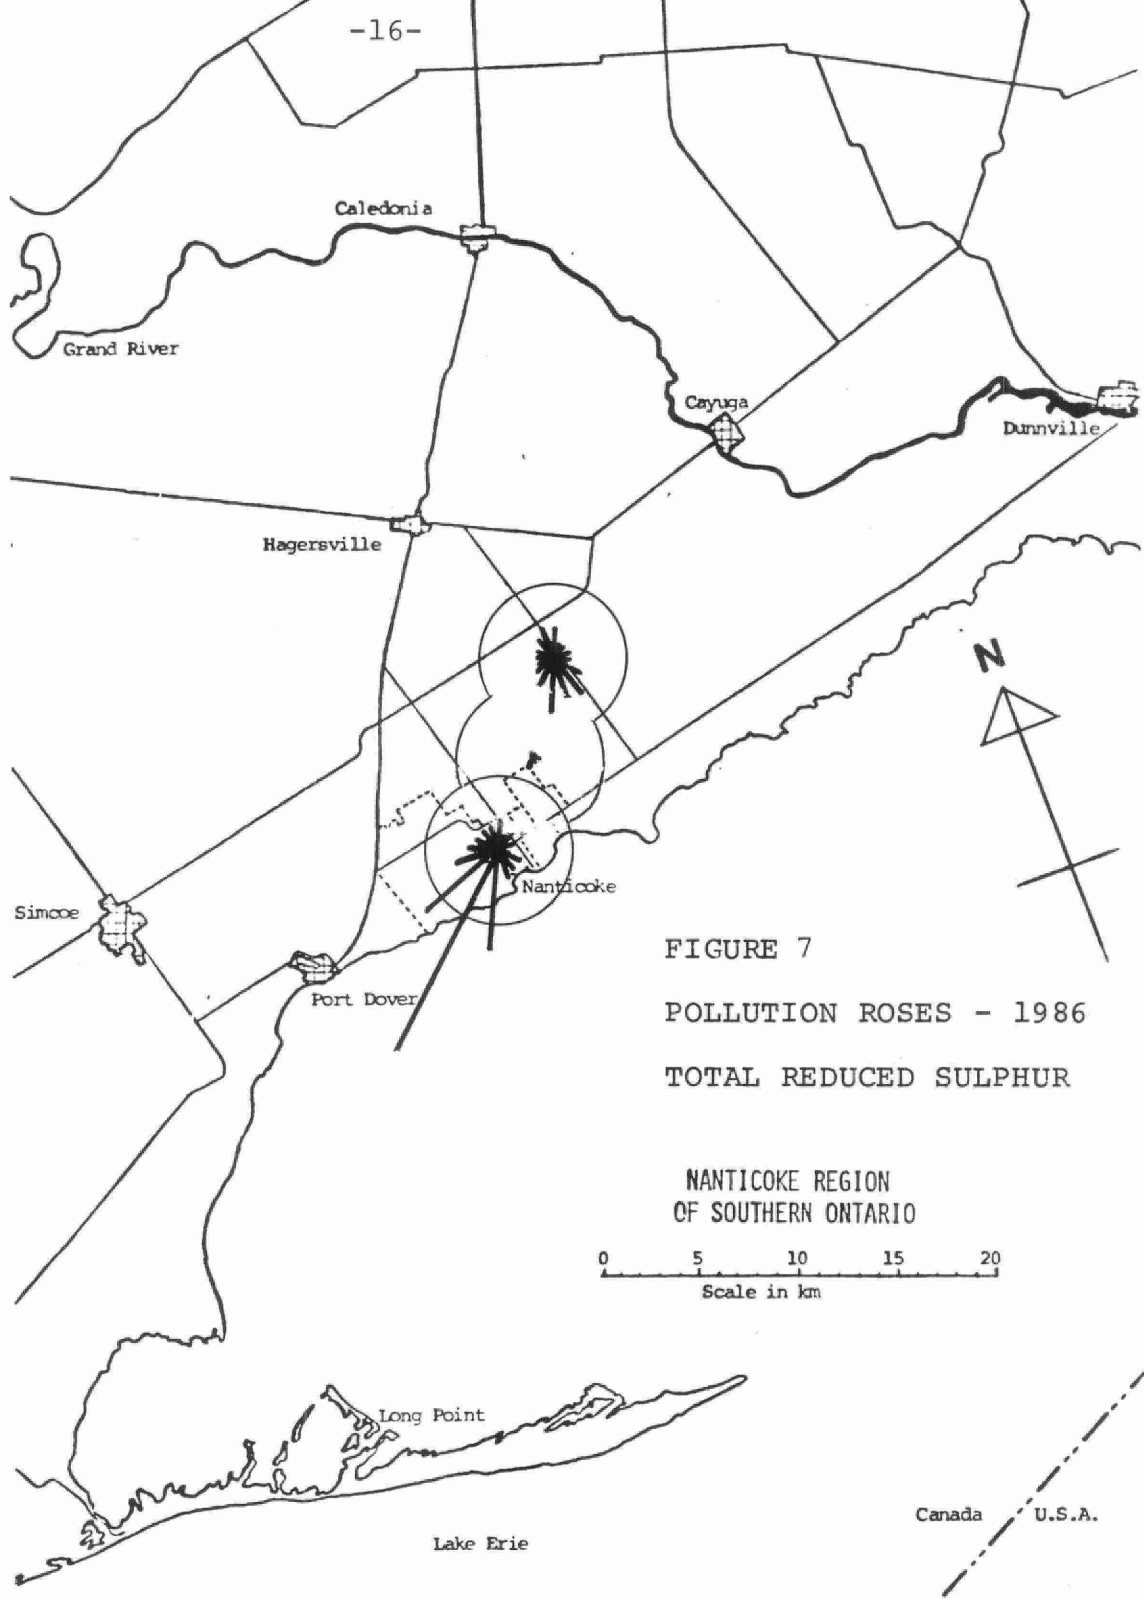 -16-
Caledonia
Grand River
Cayuga
Dunnville
Hagersville
N
Nanticoke
Simcoe
Port Dover
FIGURE 7
POLLUTION ROSES - 1986
TOTAL REDUCED SULPHUR
NANTICOKE REGION
OF SOUTHERN ONTARIO
0 5 10 15 20
Scale in km
Long Point
Canada U.S.A.
Lake Erie